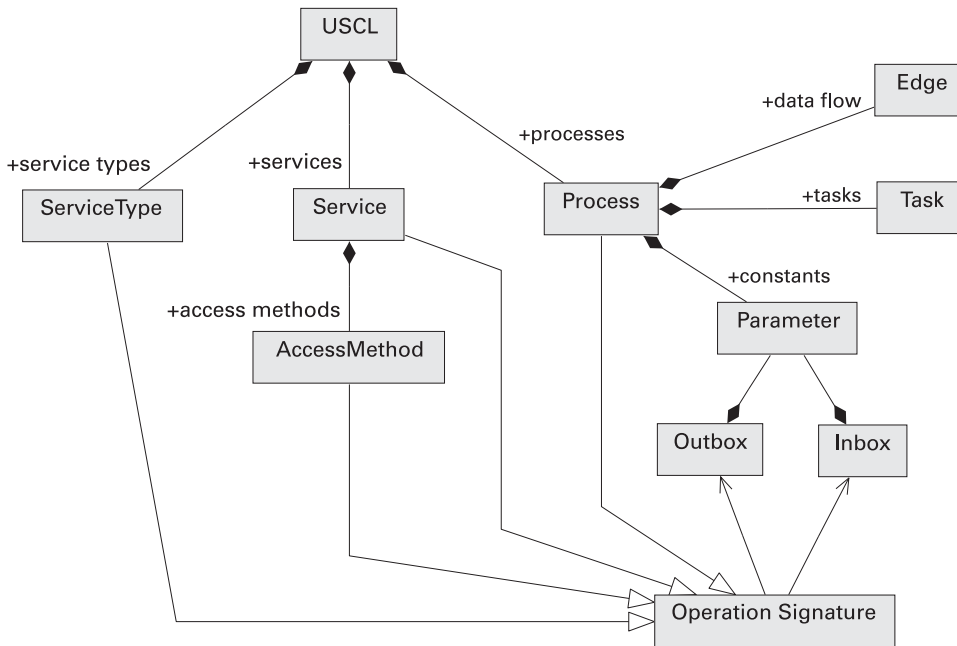 USCL
Edge
+data flow
+processes
+service types
+services
ServiceType
Service
Process
+tasks
Task
+constants
+access methods
Parameter
AccessMethod
Outbox
Inbox
Operation Signature